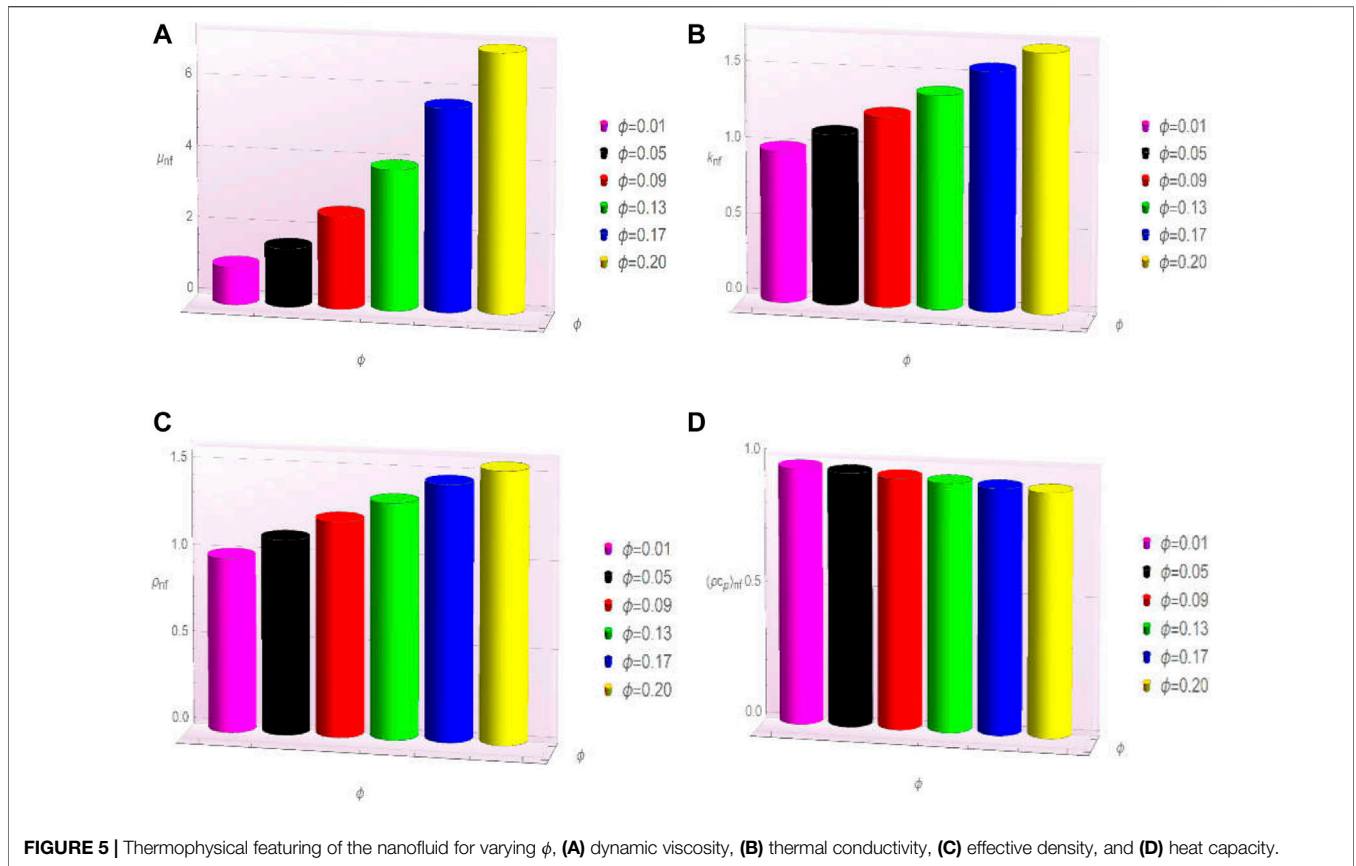 A
6
4
μnf
2
0
ϕ
ϕ
ϕ=0.01
ϕ=0.05
ϕ=0.09
ϕ=0.13
ϕ=0.17
ϕ=0.20
B
1.5
1.0
knf
0.5
0.0
ϕ
ϕ
ϕ=0.01
ϕ=0.05
ϕ=0.09
ϕ=0.13
ϕ=0.17
ϕ=0.20
C
1.5
1.0
ρnf
0.5
0.0
ϕ
ϕ
ϕ=0.01
ϕ=0.05
ϕ=0.09
ϕ=0.13
ϕ=0.17
ϕ=0.20
D
1.0
(ρcp)nf 0.5
0.0
ϕ
ϕ
ϕ=0.01
ϕ=0.05
ϕ=0.09
ϕ=0.13
ϕ=0.17
ϕ=0.20
FIGURE 5 | Thermophysical featuring of the nanofluid for varying ϕ, (A) dynamic viscosity, (B) thermal conductivity, (C) effective density, and (D) heat capacity.